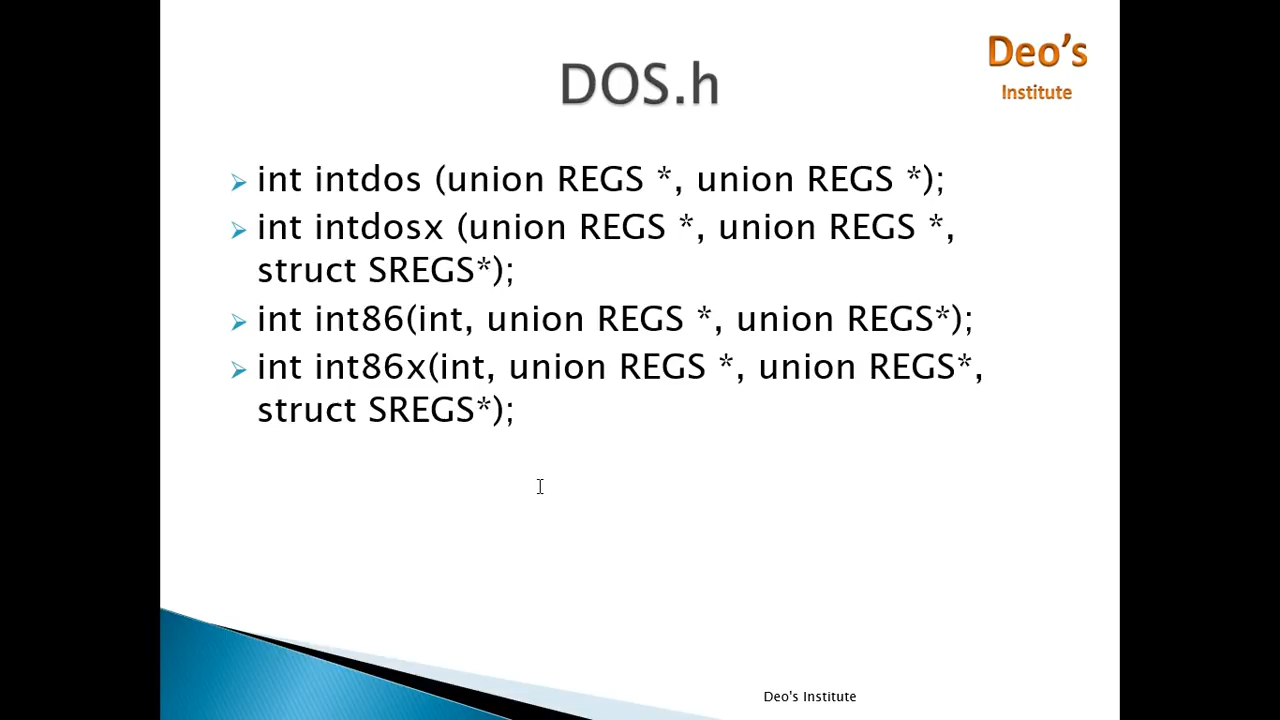 Deo's
Institute
DOS.h
int intdos (union REGS *, union REGS *);
int intdosx (union REGS *, union REGS *,
struct SREGS*);
int int86(int, union REGS *, union REGS*);
int int86x(int, union REGS *, union REGS*,
struct SREGS*);
Deo's Institute